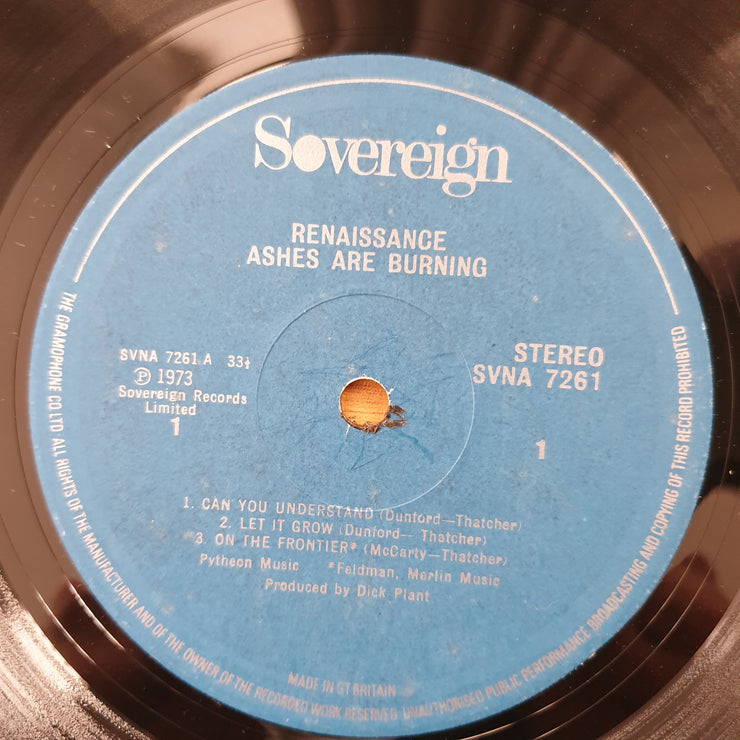 Sovereign
RENAISSANCE
ASHES ARE BURNING
SVNA 7261 A 33⅓
Ⓟ 1973
Sovereign Records
Limited
1
STEREO
SVNA 7261
1
1. CAN YOU UNDERSTAND (Dunford—Thatcher)
2. LET IT GROW (Dunford— Thatcher)
3. ON THE FRONTIER* (McCarty—Thatcher)
Pytheon Music *Feldman, Merlin Music
Produced by Dick Plant
MADE IN GT BRITAIN
THE GRAMOPHONE CO. LTD. ALL RIGHTS OF THE MANUFACTURER AND OF THE OWNER OF THE RECORDED WORK RESERVED. UNAUTHORISED PUBLIC PERFORMANCE BROADCASTING AND COPYING OF THIS RECORD PROHIBITED